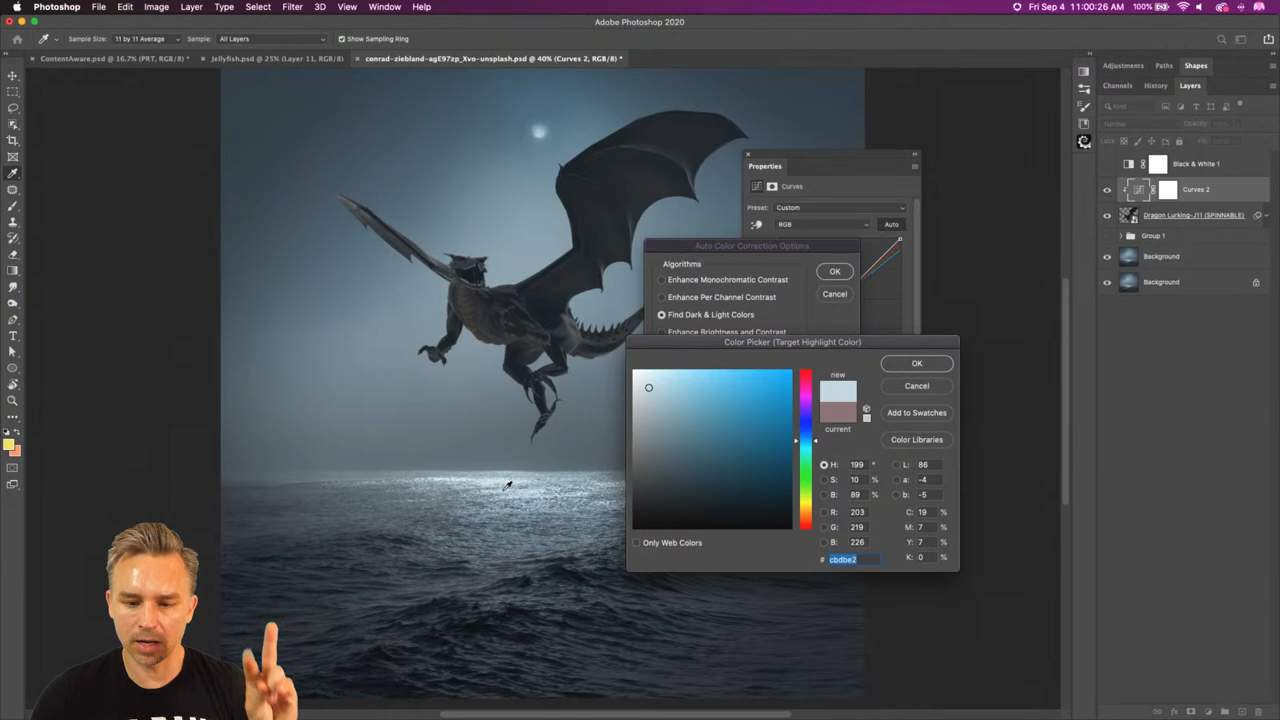 Photoshop File Edit Image Layer Type Select Filter 3D View Window Help Fri Sep 4 11:00:26 AM 100%
Adobe Photoshop 2020
Sample Size: 11 by 11 Average Sample: All Layers Show Sampling Ring
ContentAware.psd @ 16.7% (PRT, RGB/8) * Jellyfish.psd @ 25% (Layer 11, RGB/8) conrad-ziebland-agE97zp_Xvo-unsplash.psd @ 40% (Curves 2, RGB/8) *
Adjustments Paths Shapes
Channels History Layers
Kind
Normal Opacity:
Lock: Fill:
Black & White 1
Curves 2
Dragon Lurking-J11 (SPINNABLE)
Group 1
Background
Background
Properties
Curves
Preset: Custom
RGB Auto
Auto Color Correction Options
Algorithms
Enhance Monochromatic Contrast
Enhance Per Channel Contrast
Find Dark & Light Colors
Enhance Brightness and Contrast
OK
Cancel
Color Picker (Target Highlight Color)
new
current
OK
Cancel
Add to Swatches
Color Libraries
H: 199 ° L: 86
S: 10 % a: -4
B: 89 % b: -5
R: 203 C: 19 %
G: 219 M: 7 %
B: 226 Y: 7 %
# cbdbe2 K: 0 %
Only Web Colors